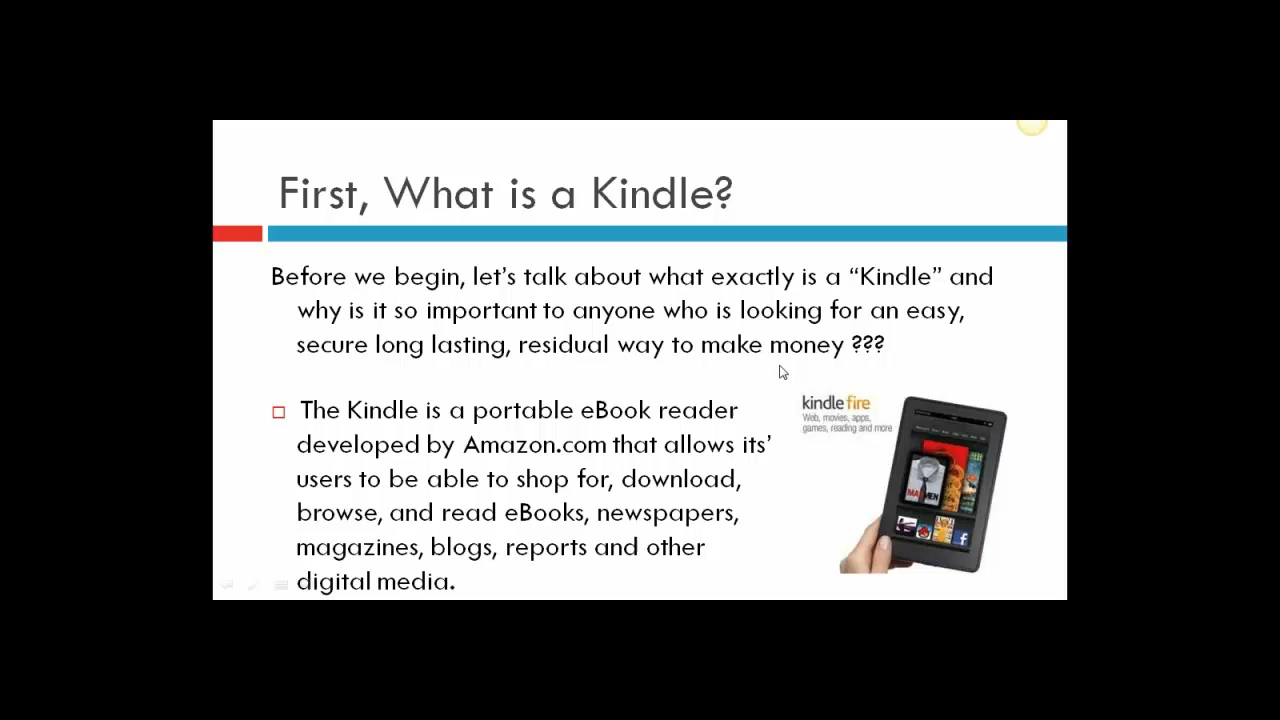 First, What is a Kindle?
Before we begin, let's talk about what exactly is a “Kindle” and
why is it so important to anyone who is looking for an easy,
secure long lasting, residual way to make money ???
The Kindle is a portable eBook reader
developed by Amazon.com that allows its’
users to be able to shop for, download,
browse, and read eBooks, newspapers,
magazines, blogs, reports and other
digital media.
kindle fire
Web, movies, apps,
games, reading and more
MAD MEN
f